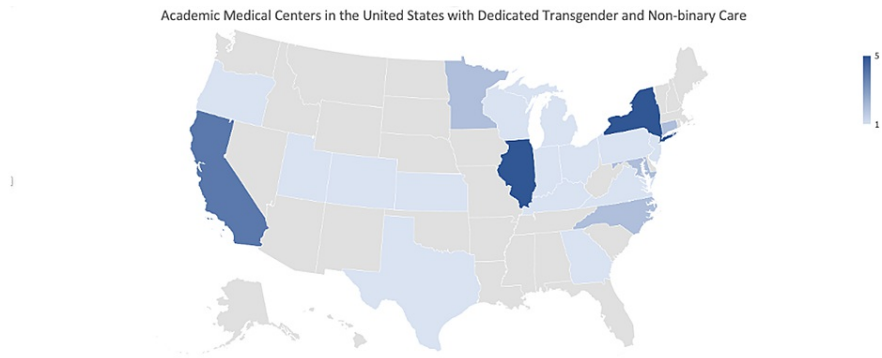 Academic Medical Centers in the United States with Dedicated Transgender and Non-binary Care
5
1